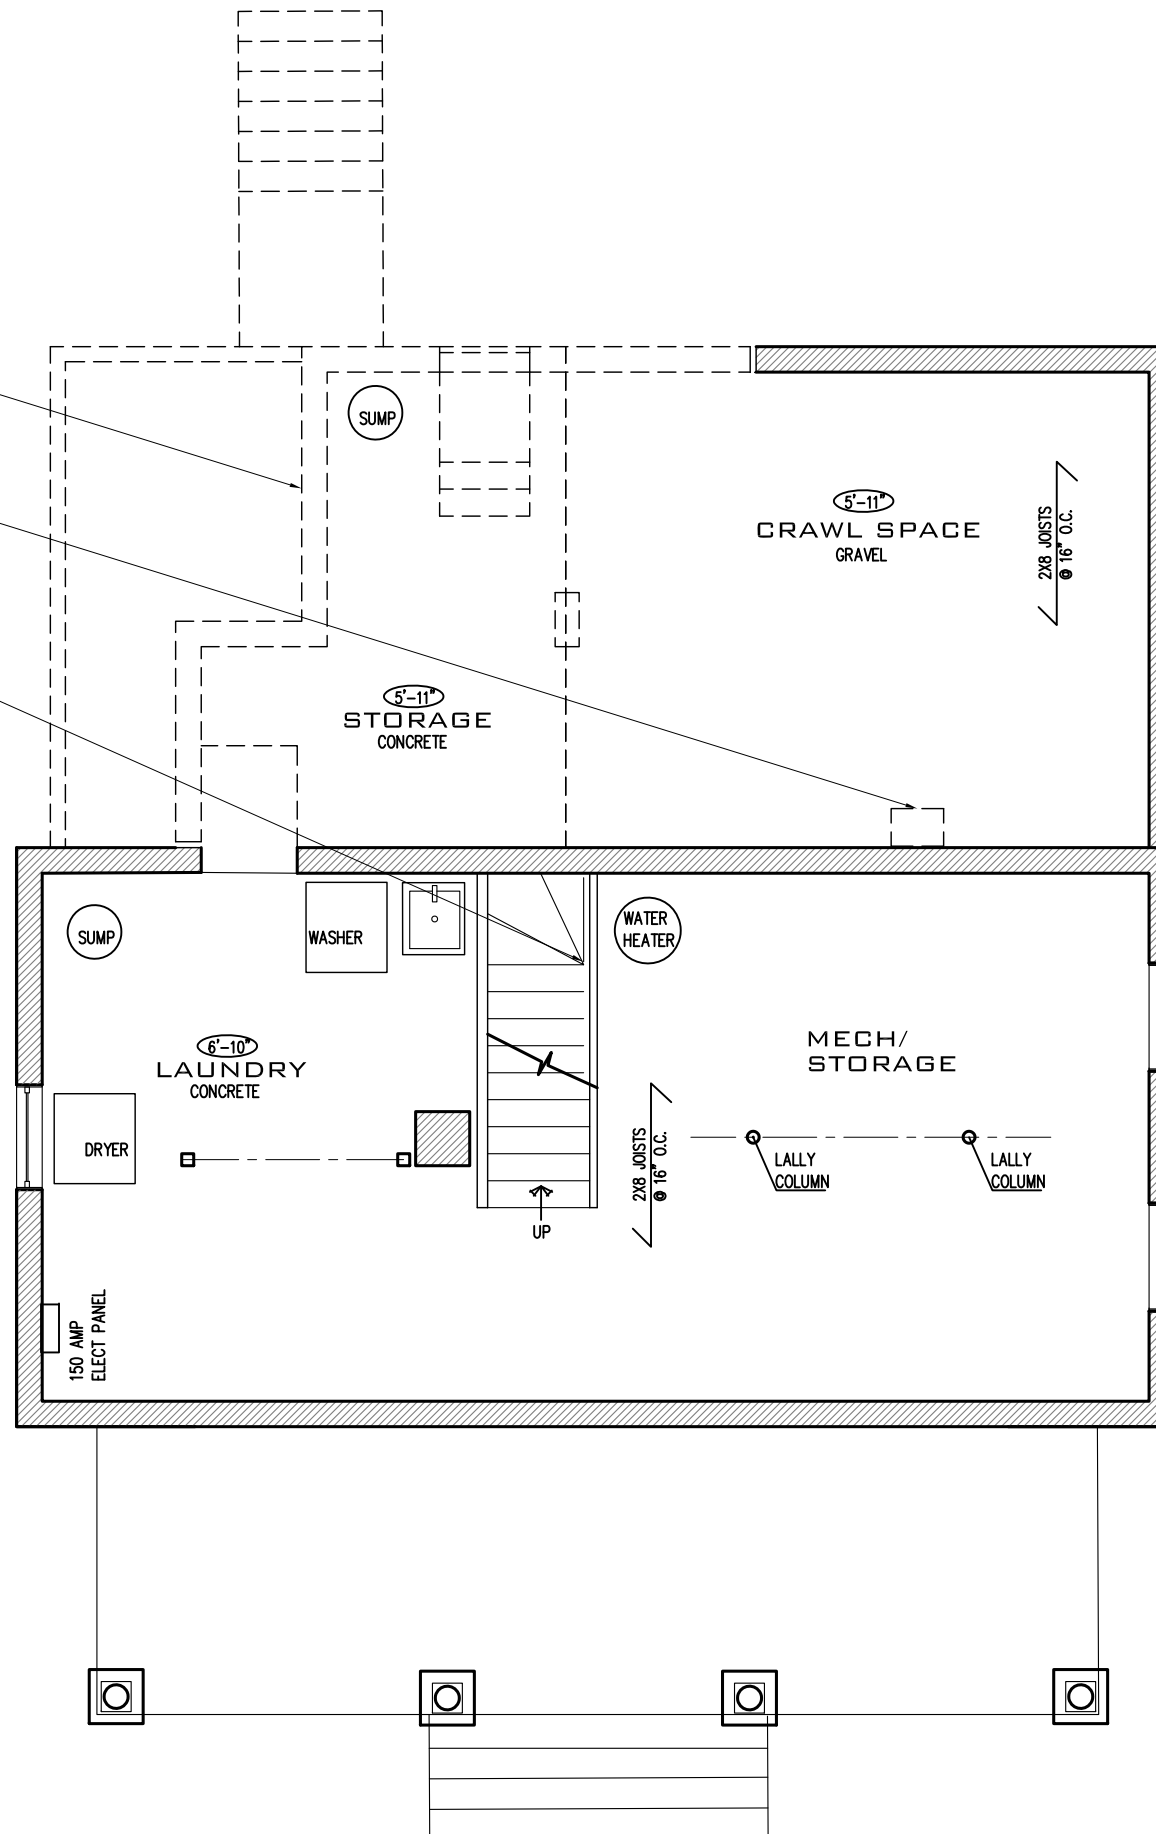 SUMP
5'-11"
CRAWL SPACE
GRAVEL
2X8 JOISTS
@ 16" O.C.
5'-11"
STORAGE
CONCRETE
SUMP
WASHER
WATER
HEATER
6'-10"
LAUNDRY
CONCRETE
MECH/
STORAGE
DRYER
2X8 JOISTS
@ 16" O.C.
LALLY
COLUMN
LALLY
COLUMN
UP
150 AMP
ELECT PANEL